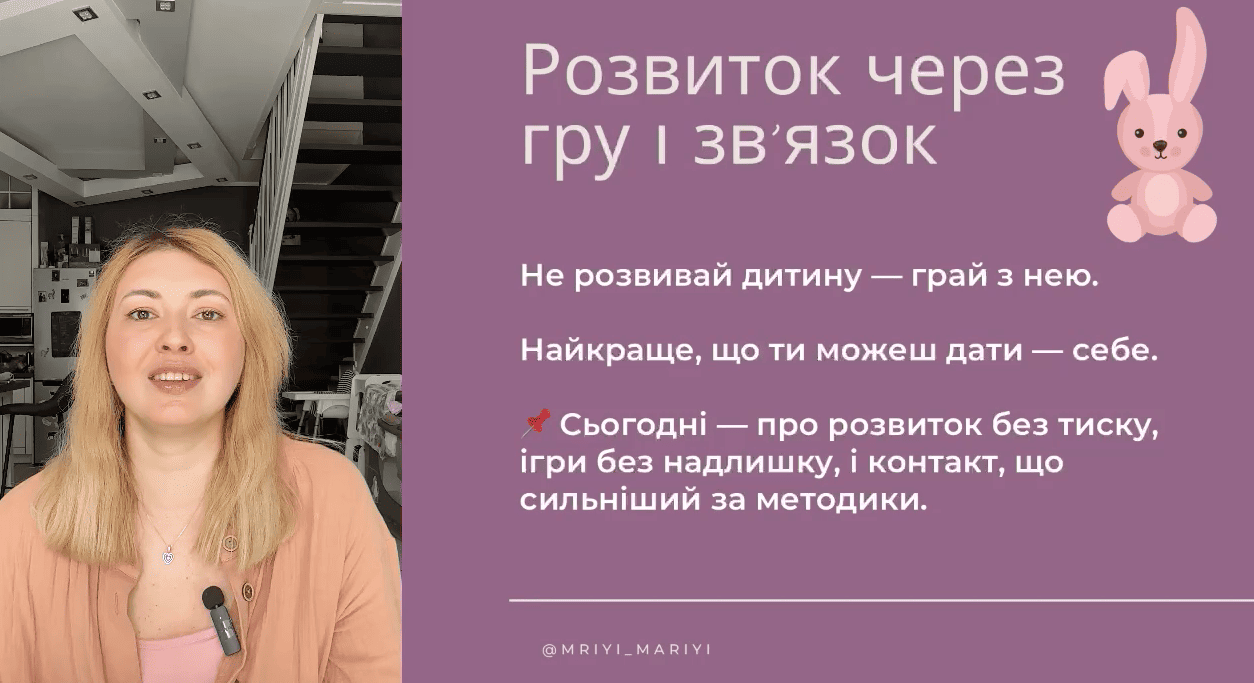 Розвиток через
гру і зв’язок
Не розвивай дитину — грай з нею.
Найкраще, що ти можеш дати — себе.
📌 Сьогодні — про розвиток без тиску,
ігри без надлишку, і контакт, що
сильніший за методики.
@MRIYI_MARIYI